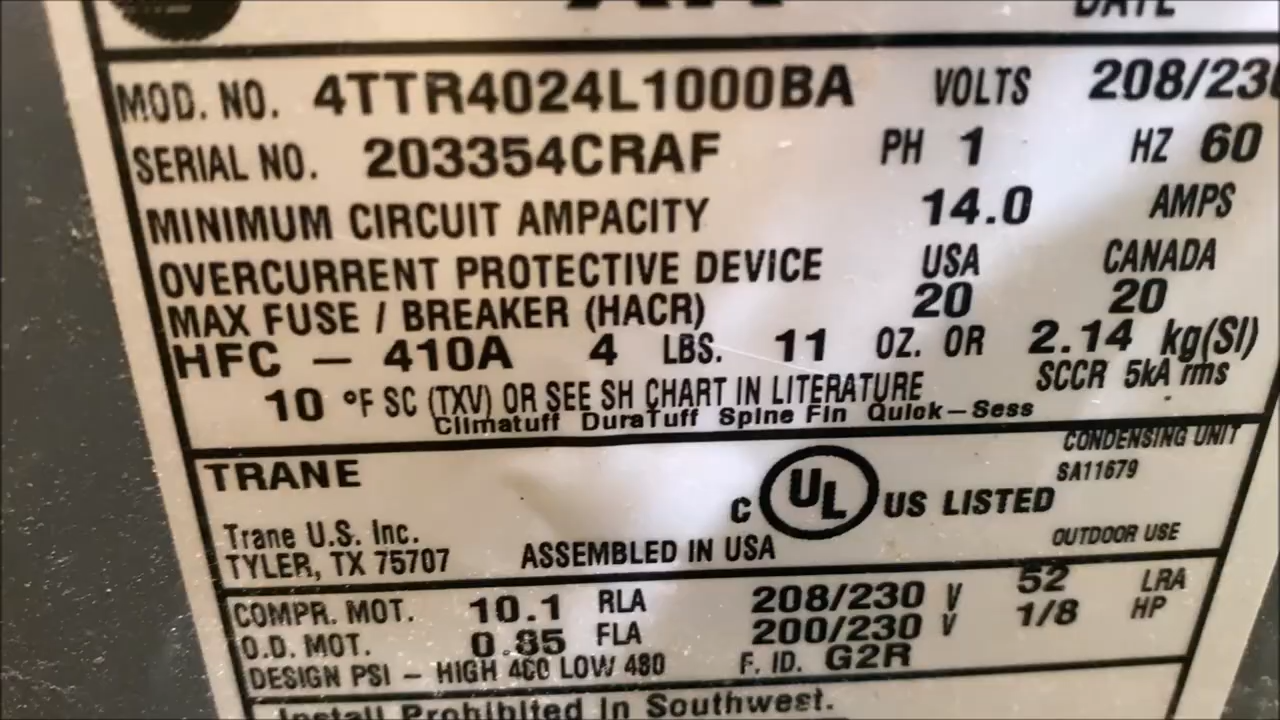 DATE
MOD. NO. 4TTR4024L1000BA VOLTS 208/230
SERIAL NO. 203354CRAF PH 1 HZ 60
MINIMUM CIRCUIT AMPACITY 14.0 AMPS
OVERCURRENT PROTECTIVE DEVICE USA CANADA
MAX FUSE / BREAKER (HACR) 20 20
HFC - 410A 4 LBS. 11 OZ. OR 2.14 kg(SI)
10 °F SC (TXV) OR SEE SH CHART IN LITERATURE SCCR 5kA rms
Climatuff DuraTuff Spine Fin Quick-Sess
CONDENSING UNIT
TRANE SA11679
C UL US LISTED
Trane U.S. Inc. OUTDOOR USE
TYLER, TX 75707 ASSEMBLED IN USA
COMPR. MOT. 10.1 RLA 208/230 V 52 LRA
O.D. MOT. 0.85 FLA 200/230 V 1/8 HP
DESIGN PSI - HIGH 480 LOW 480 F. ID. G2R
Install Prohibited In Southwest.